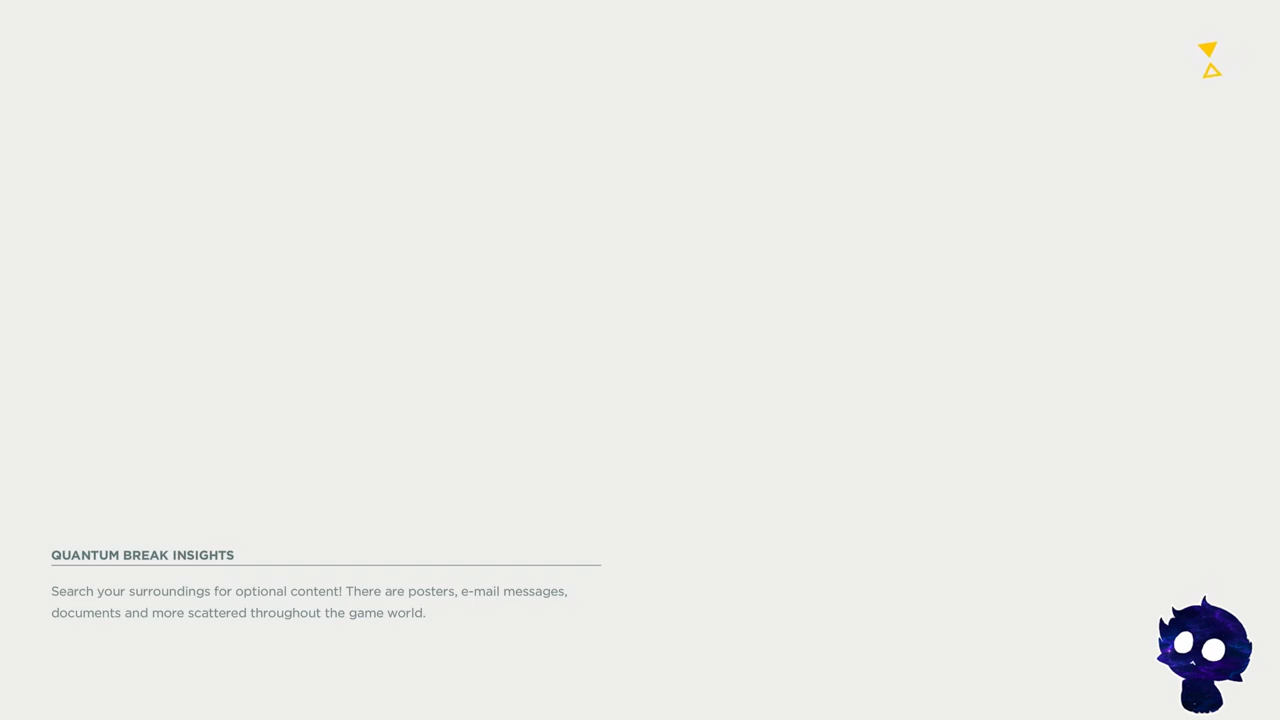 QUANTUM BREAK INSIGHTS
Search your surroundings for optional content! There are posters, e-mail messages,
documents and more scattered throughout the game world.